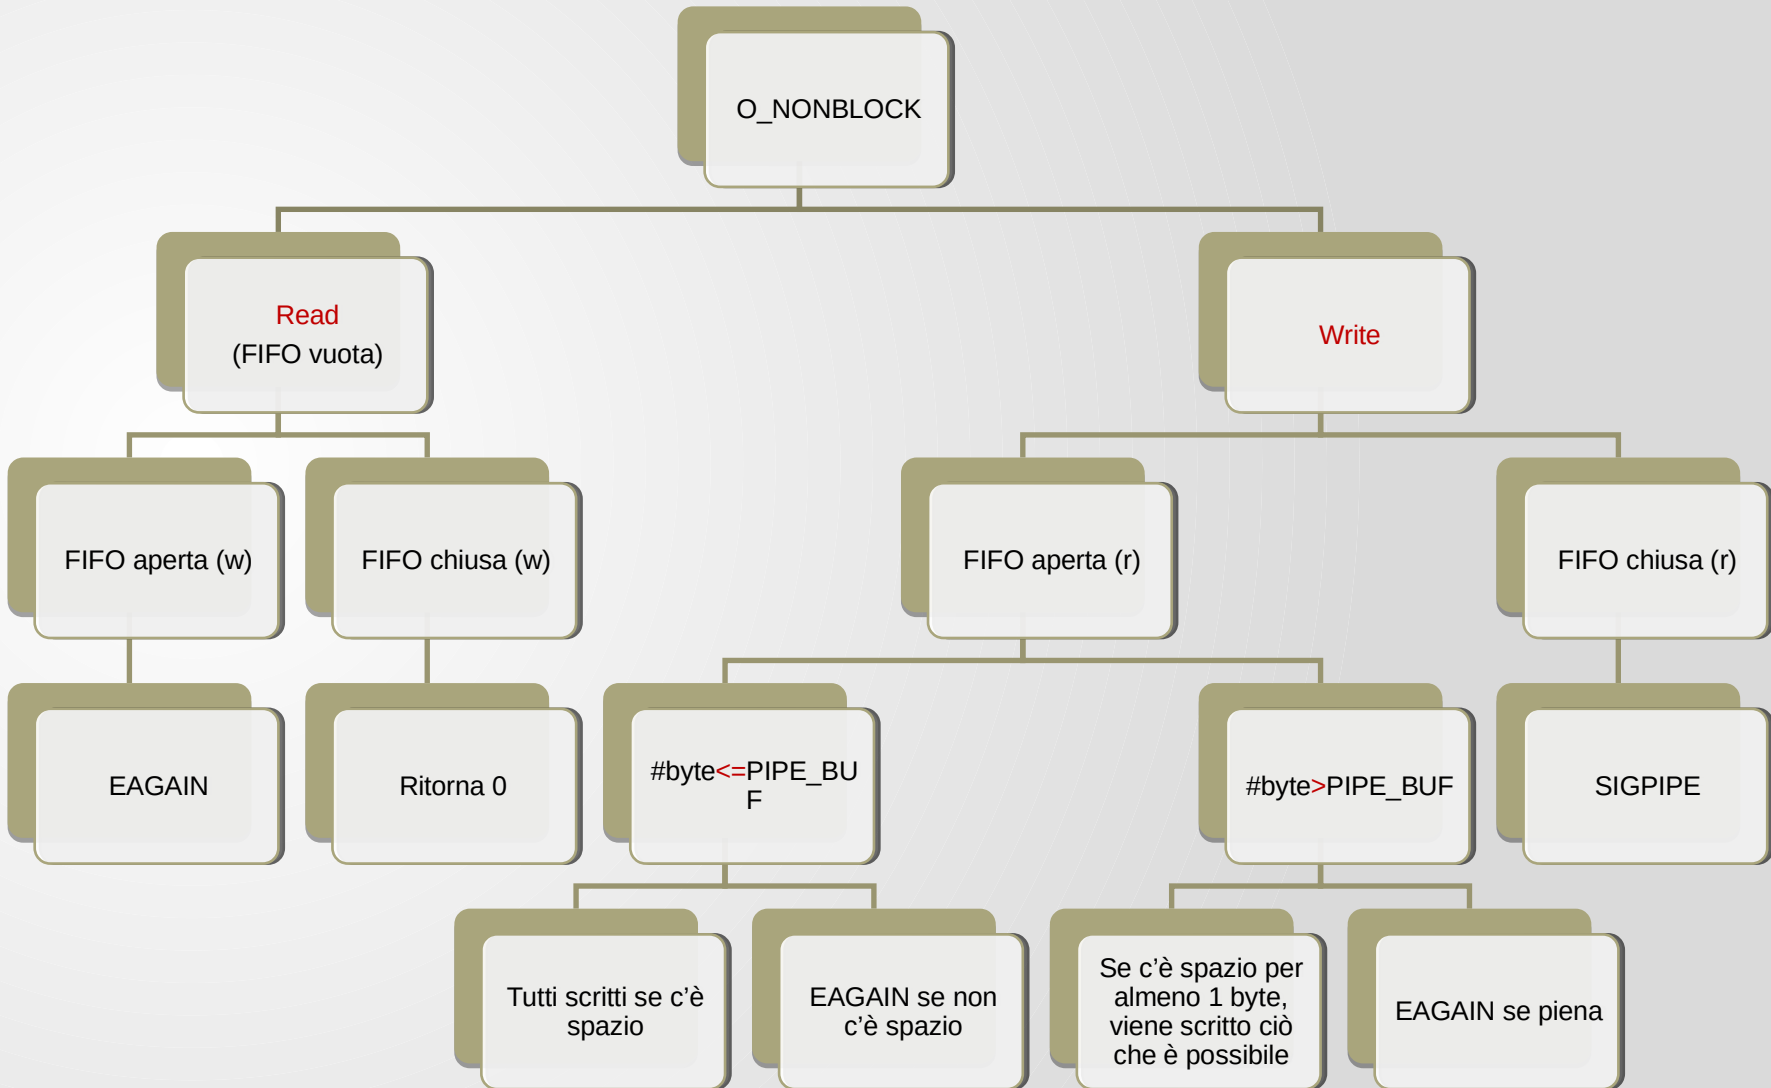 O_NONBLOCK
Read
(FIFO vuota)
Write
FIFO aperta (w)
FIFO chiusa (w)
FIFO aperta (r)
FIFO chiusa (r)
EAGAIN
Ritorna 0
#byte<=PIPE_BU
F
#byte>PIPE_BUF
SIGPIPE
Tutti scritti se c’è
spazio
EAGAIN se non
c’è spazio
Se c’è spazio per
almeno 1 byte,
viene scritto ciò
che è possibile
EAGAIN se piena